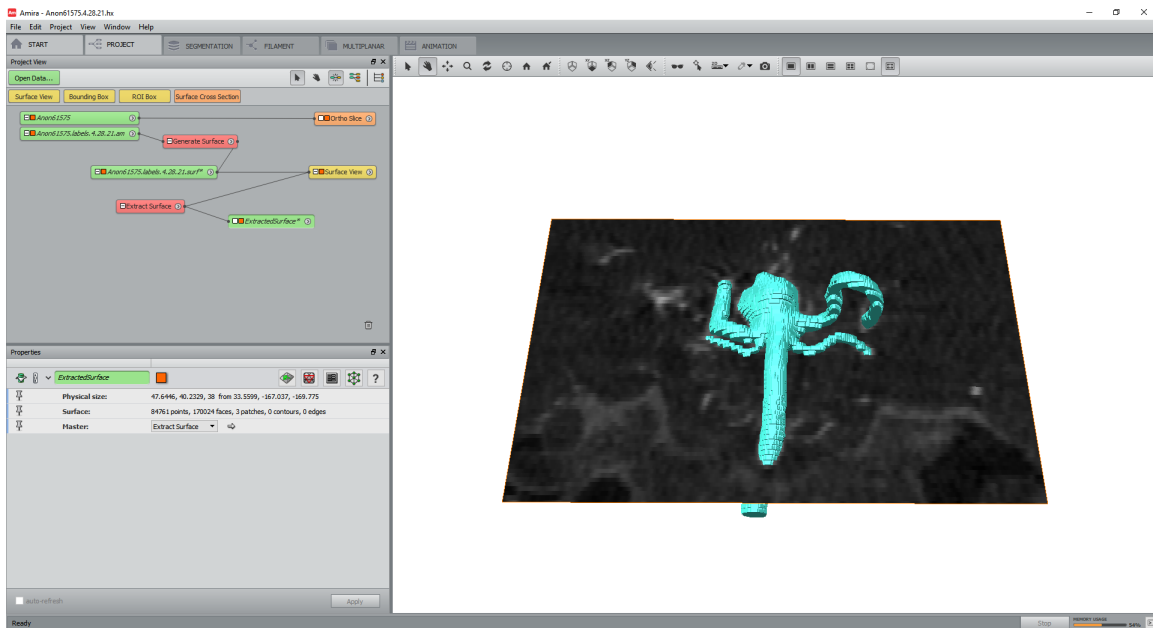 Am Amira - Anon61575.4.28.21.hx
File Edit Project View Window Help
START PROJECT SEGMENTATION FILAMENT MULTIPLANAR ANIMATION
Project View
Open Data...
Surface View Bounding Box ROI Box Surface Cross Section
Anon61575 Ortho Slice
Anon61575.labels.4.28.21.am
Generate Surface
Anon61575.labels.4.28.21.surf* Surface View
Extract Surface
ExtractedSurface*
Properties
ExtractedSurface ?
Physical size: 47.6446, 40.2329, 38 from 33.5599, -167.037, -169.775
Surface: 84761 points, 170024 faces, 3 patches, 0 contours, 0 edges
Master: Extract Surface
auto-refresh Apply
Ready Stop MEMORY USAGE 54%